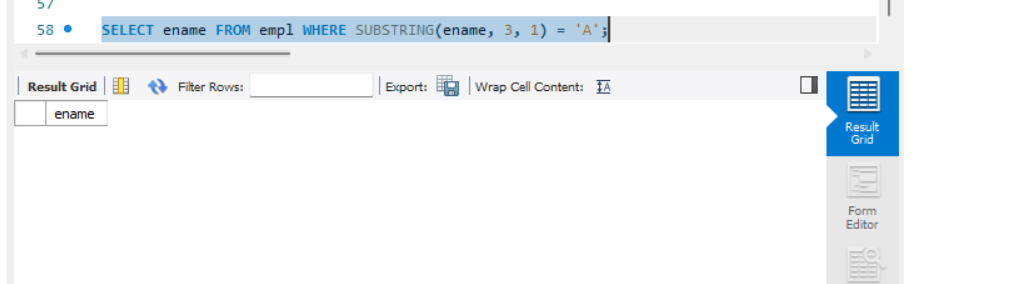 57
58 SELECT ename FROM empl WHERE SUBSTRING(ename, 3, 1) = 'A';
Result Grid Filter Rows: Export: Wrap Cell Content: IA
ename
Result
Grid
Form
Editor